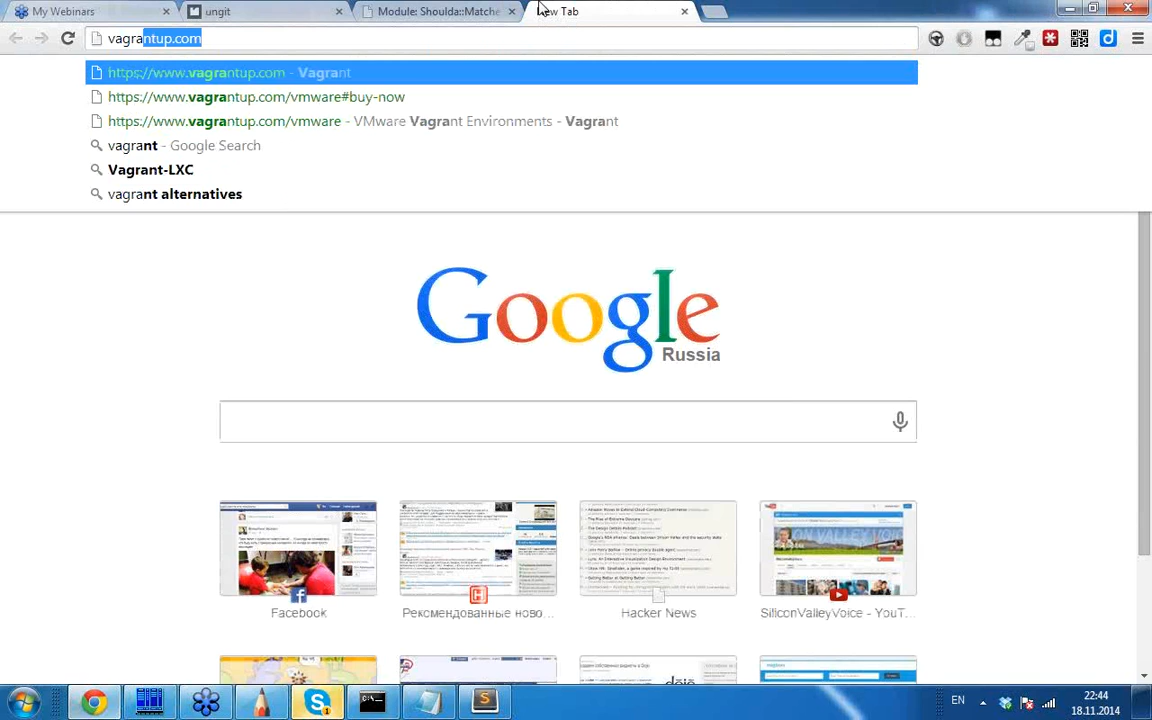 My Webinars
ungit
Module: Shoulda::Matche
New Tab
vagrantup.com
https://www.vagrantup.com - Vagrant
https://www.vagrantup.com/vmware#buy-now
https://www.vagrantup.com/vmware - VMware Vagrant Environments - Vagrant
vagrant - Google Search
Vagrant-LXC
vagrant alternatives
Google
Russia
Facebook
Рекомендованные ново...
Hacker News
SiliconValleyVoice - YouT...
EN
22:44
18.11.2014